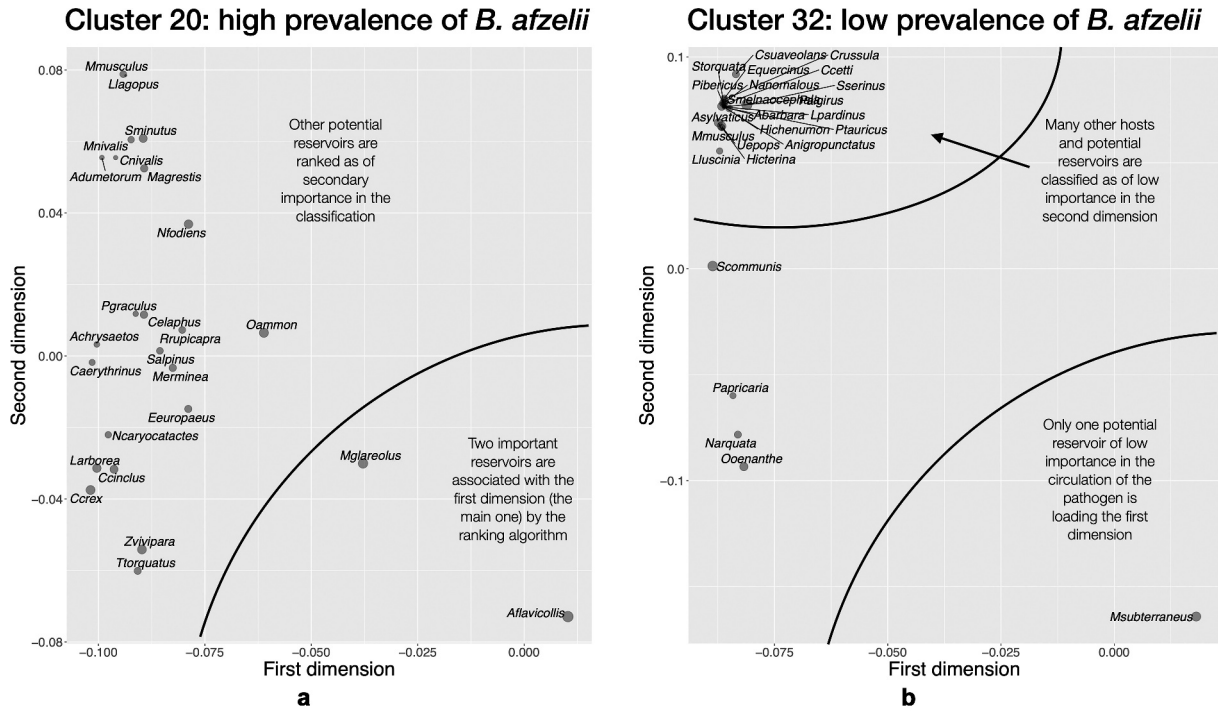 Cluster 20: high prevalence of B. afzelii
0.08
0.04
0.00
−0.04
−0.08
Second dimension
Mmusculus
Llagopus
Sminutus
Mnivalis
Cnivalis
Adumetorum
Magrestis
Nfodiens
Pgraculus
Celaphus
Achrysaetos
Rrupicapra
Oammon
Salpinus
Caerythrinus
Merminea
Eeuropaeus
Ncaryocatactes
Larborea
Ccinclus
Ccrex
Zvivipara
Ttorquatus
Mglareolus
Aflavicollis
Other potential
reservoirs are
ranked as of
secondary
importance in the
classification
Two important
reservoirs are
associated with the
first dimension (the
main one) by the
ranking algorithm
−0.100
−0.075
−0.050
−0.025
0.000
First dimension
a
Cluster 32: low prevalence of B. afzelii
0.1
0.0
−0.1
Second dimension
Csuaveolans
Crussula
Storquata
Equercinus
Ccetti
Pibericus
Nanomalous
Sserinus
Asylvaticus
Abarbara
Lpardinus
Hichenumon
Ptauricus
Mmusculus
Uepops
Anigropunctatus
Lluscinia
Hicterina
Scommunis
Papricaria
Narquata
Ooenanthe
Msubterraneus
Many other hosts
and potential
reservoirs are
classified as of low
importance in the
second dimension
Only one potential
reservoir of low
importance in the
circulation of the
pathogen is
loading the first
dimension
−0.075
−0.050
−0.025
0.000
First dimension
b